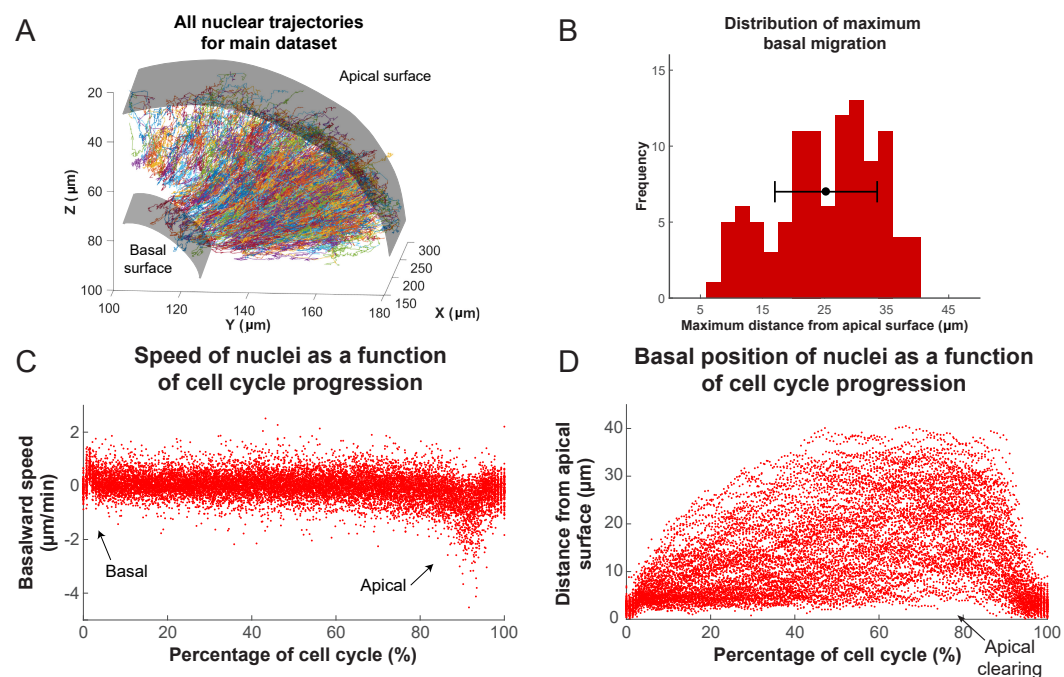 A
All nuclear trajectories
for main dataset
Apical surface
20
40
60
80
100
Z (µm)
Basal
surface
100
120
140
160
180
Y (µm)
300
250
200
150
X (µm)
B
Distribution of maximum
basal migration
15
10
5
0
Frequency
5
15
25
35
45
Maximum distance from apical surface (µm)
C
Speed of nuclei as a function
of cell cycle progression
2
0
-2
-4
Basalward speed
(µm/min)
Basal
Apical
0
20
40
60
80
100
Percentage of cell cycle (%)
D
Basal position of nuclei as a function
of cell cycle progression
40
30
20
10
0
Distance from apical
surface (µm)
0
20
40
60
80
100
Percentage of cell cycle (%)
Apical
clearing